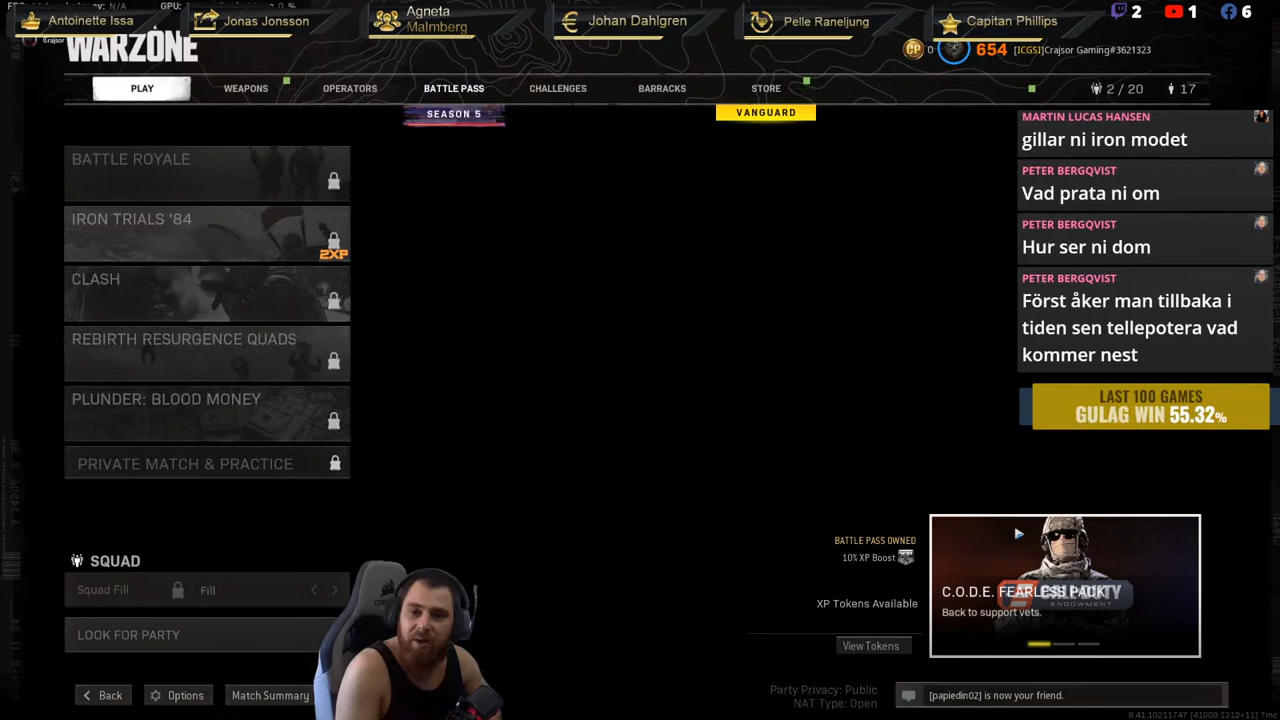 Antoinette Issa
Jonas Jonsson
Agneta
Malmberg
Johan Dahlgren
Pelle Raneljung
Capitan Phillips
2
1
6
WARZONE
0
654
[ICGS]Crajsor Gaming#3621323
PLAY
WEAPONS
OPERATORS
BATTLE PASS
CHALLENGES
BARRACKS
STORE
2 / 20
17
SEASON 5
VANGUARD
BATTLE ROYALE
IRON TRIALS '84
2XP
CLASH
REBIRTH RESURGENCE QUADS
PLUNDER: BLOOD MONEY
PRIVATE MATCH & PRACTICE
MARTIN LUCAS HANSEN
gillar ni iron modet
PETER BERGQVIST
Vad prata ni om
PETER BERGQVIST
Hur ser ni dom
PETER BERGQVIST
Först åker man tillbaka i
tiden sen tellepotera vad
kommer nest
LAST 100 GAMES
GULAG WIN 55.32%
SQUAD
Squad Fill
Fill
LOOK FOR PARTY
BATTLE PASS OWNED
10% XP Boost
XP Tokens Available
View Tokens
C.O.D.E. FEARLESS PACK
Back to support vets.
CALL DUTY
ENDOWMENT
Back
Options
Match Summary
Party Privacy: Public
NAT Type: Open
[papiedin02] is now your friend.